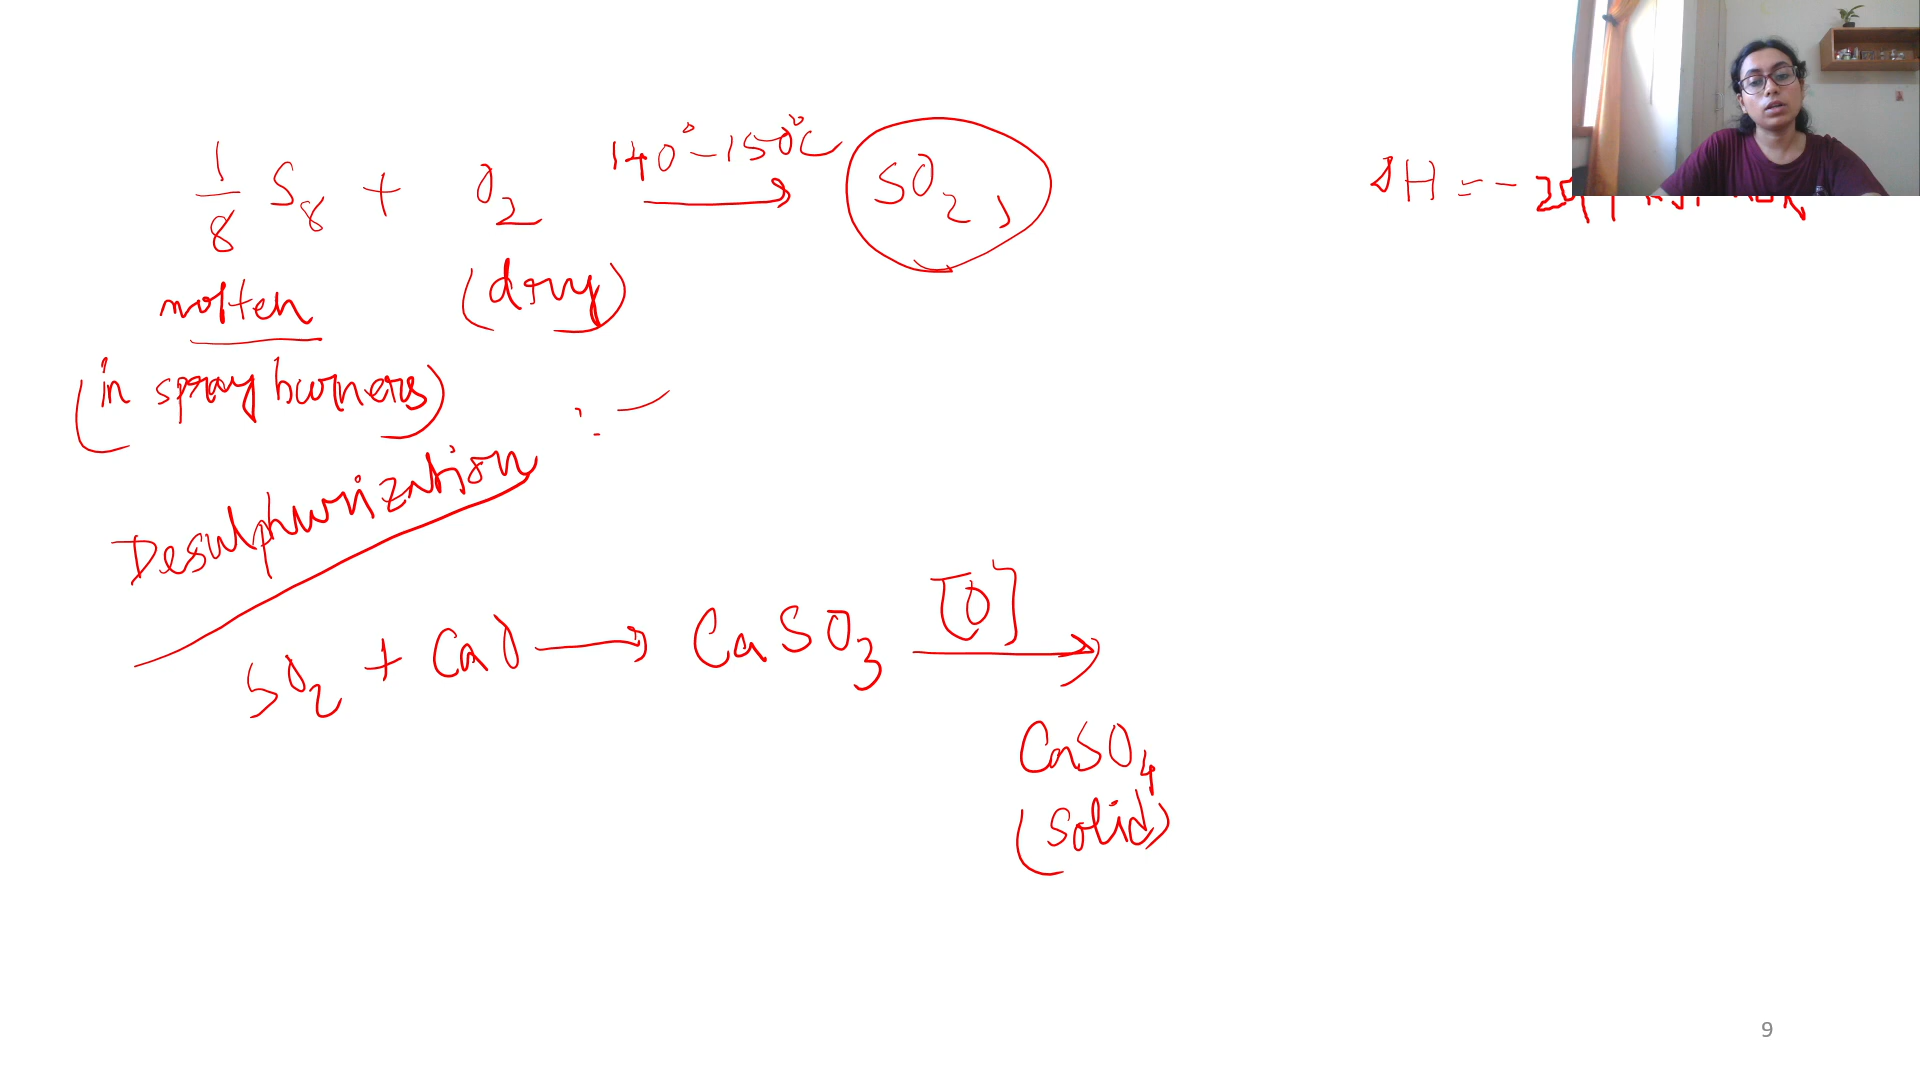 1/8 S8 + O2 140°-150°C SO2, ΔH = -
molten (dry)
(in spray burners)
Desulphurization :-
SO2 + CaO → CaSO3 [O] →
CaSO4
(solid)
9